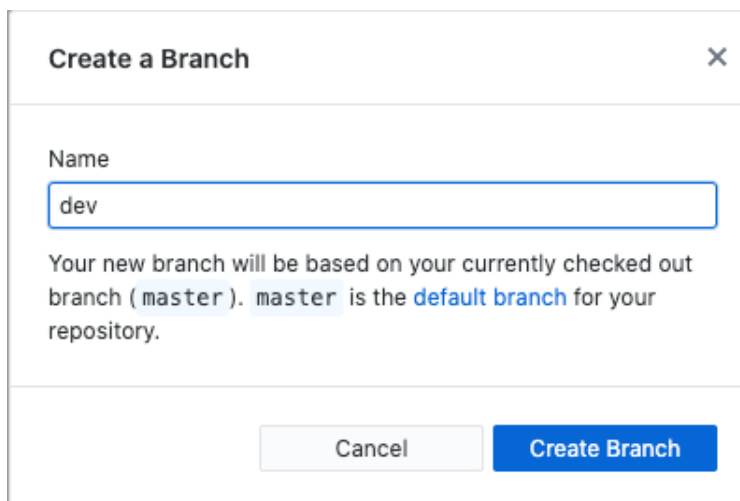 Create a Branch
Name
dev
Your new branch will be based on your currently checked out
branch (master). master is the default branch for your
repository.
Cancel
Create Branch